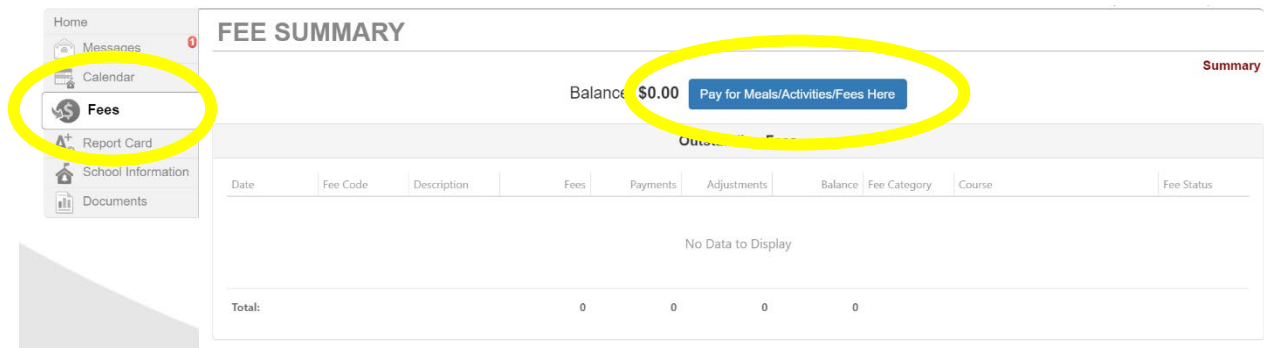 Home
Messages 1
Calendar
Fees
Report Card
School Information
Documents
FEE SUMMARY
Summary
Balance $0.00 Pay for Meals/Activities/Fees Here
Date Fee Code Description Fees Payments Adjustments Balance Fee Category Course Fee Status
No Data to Display
Total: 0 0 0 0